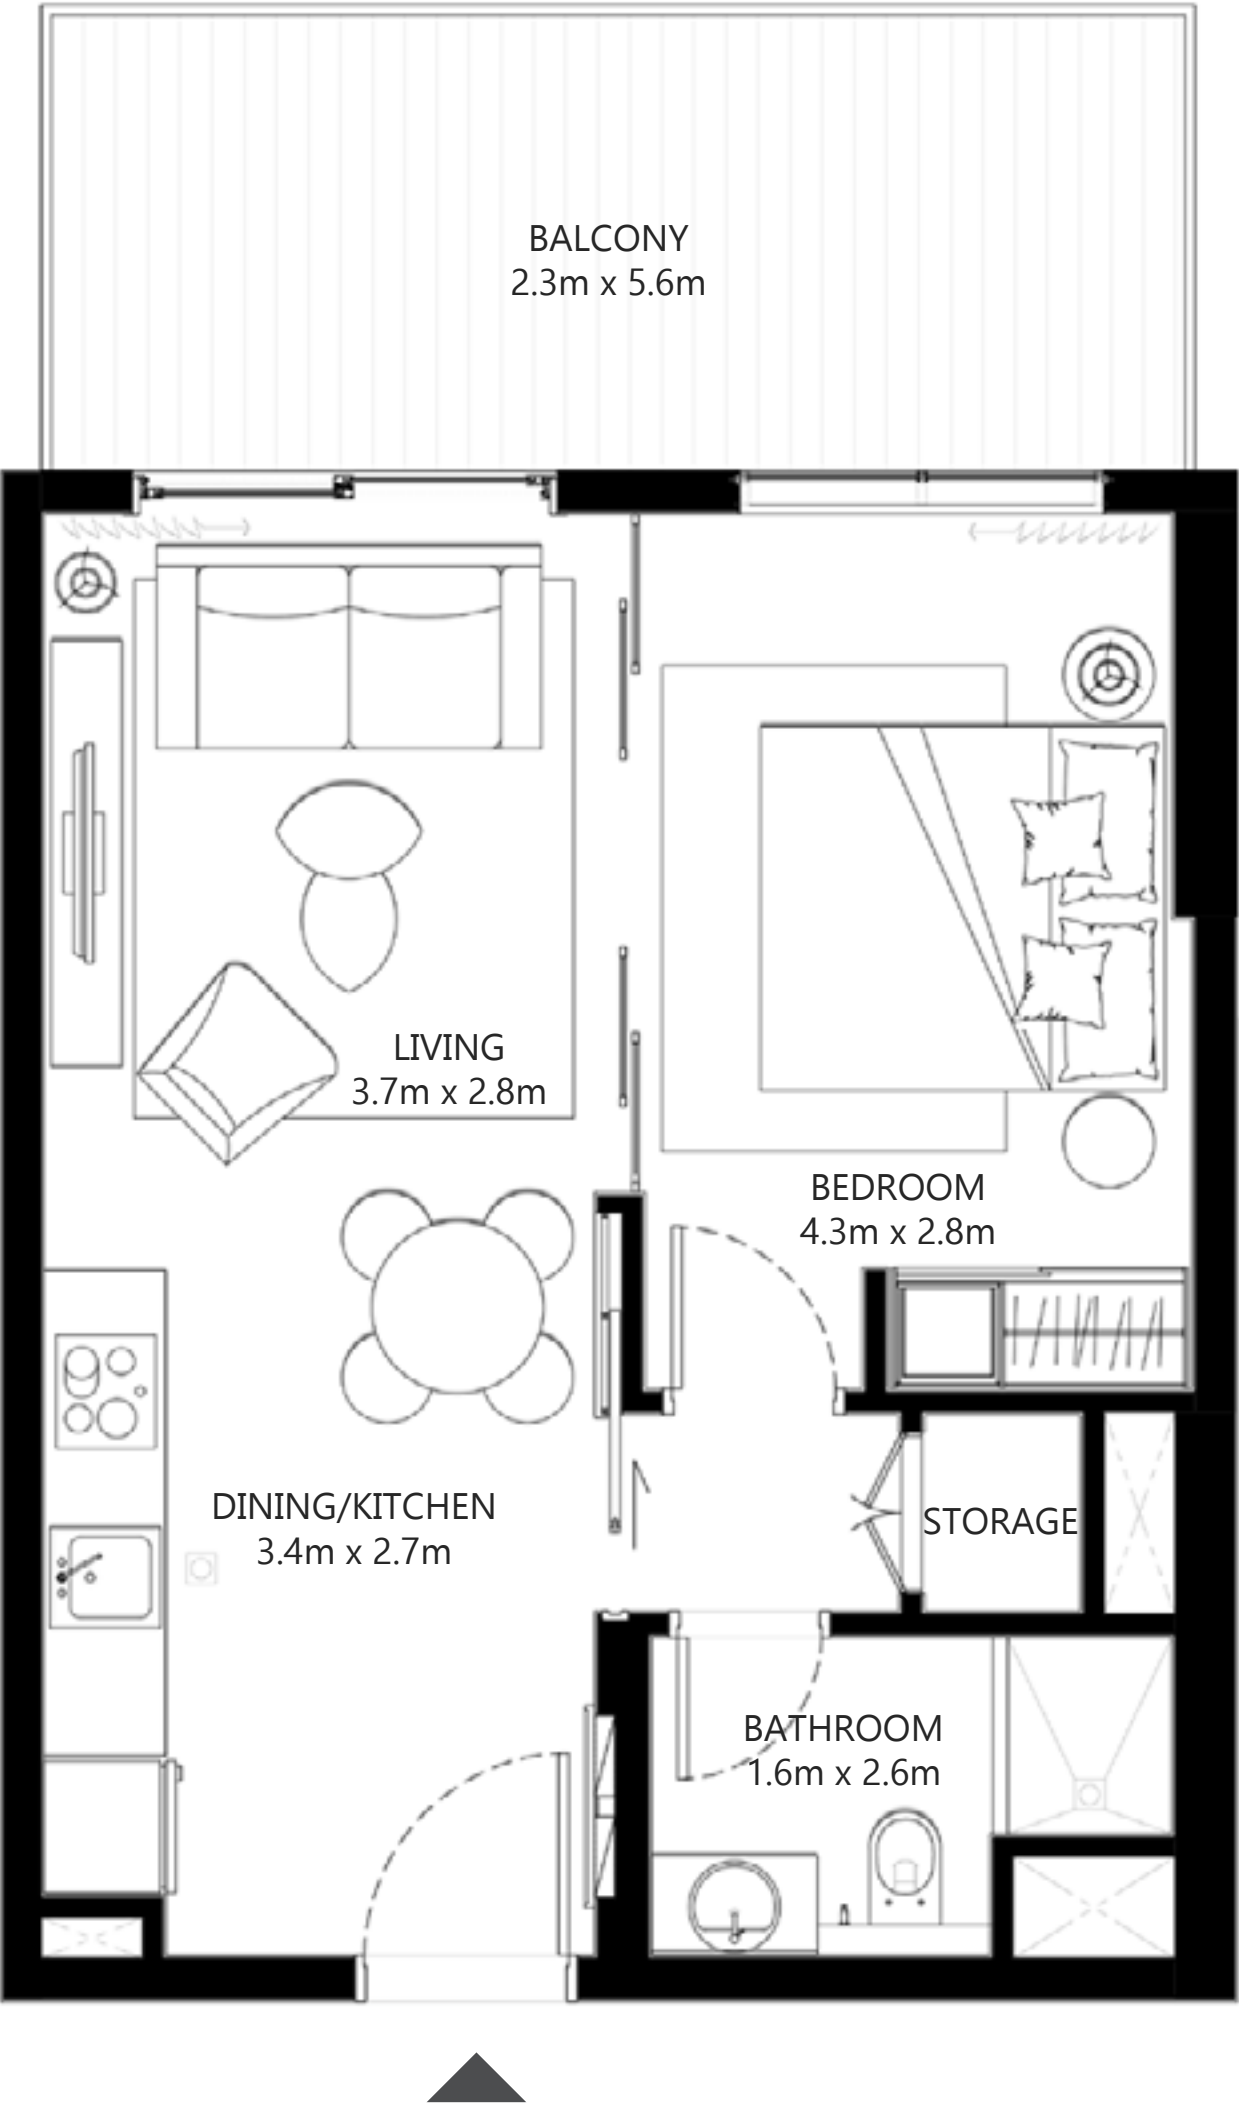 BALCONY
2.3m x 5.6m
LIVING
3.7m x 2.8m
BEDROOM
4.3m x 2.8m
DINING/KITCHEN
3.4m x 2.7m
STORAGE
BATHROOM
1.6m x 2.6m